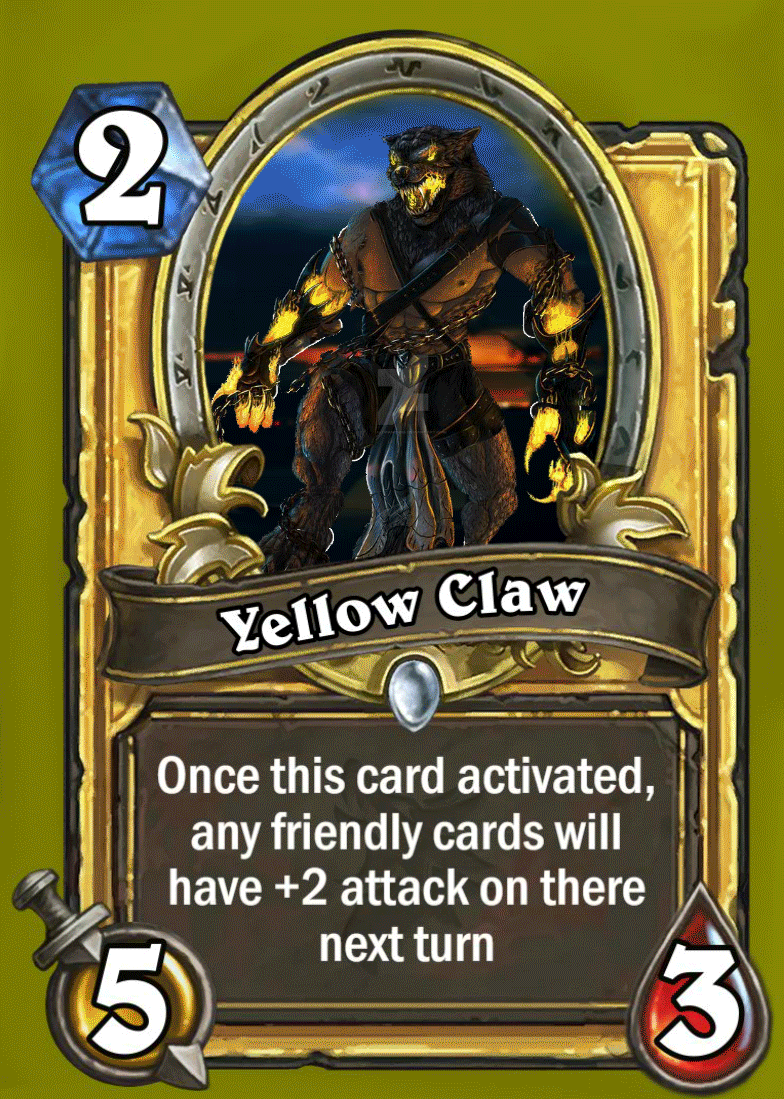 2
Yellow Claw
Once this card activated,
any friendly cards will
have +2 attack on there
next turn
5
3